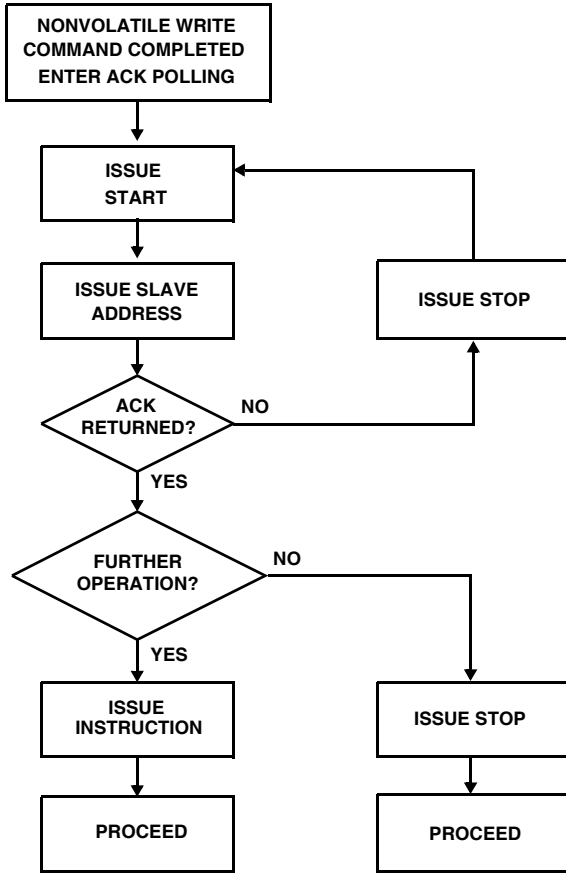 NONVOLATILE WRITE
COMMAND COMPLETED
ENTER ACK POLLING
ISSUE
START
ISSUE SLAVE
ADDRESS
ISSUE STOP
ACK
RETURNED?
NO
YES
FURTHER
OPERATION?
NO
YES
ISSUE
INSTRUCTION
ISSUE STOP
PROCEED
PROCEED